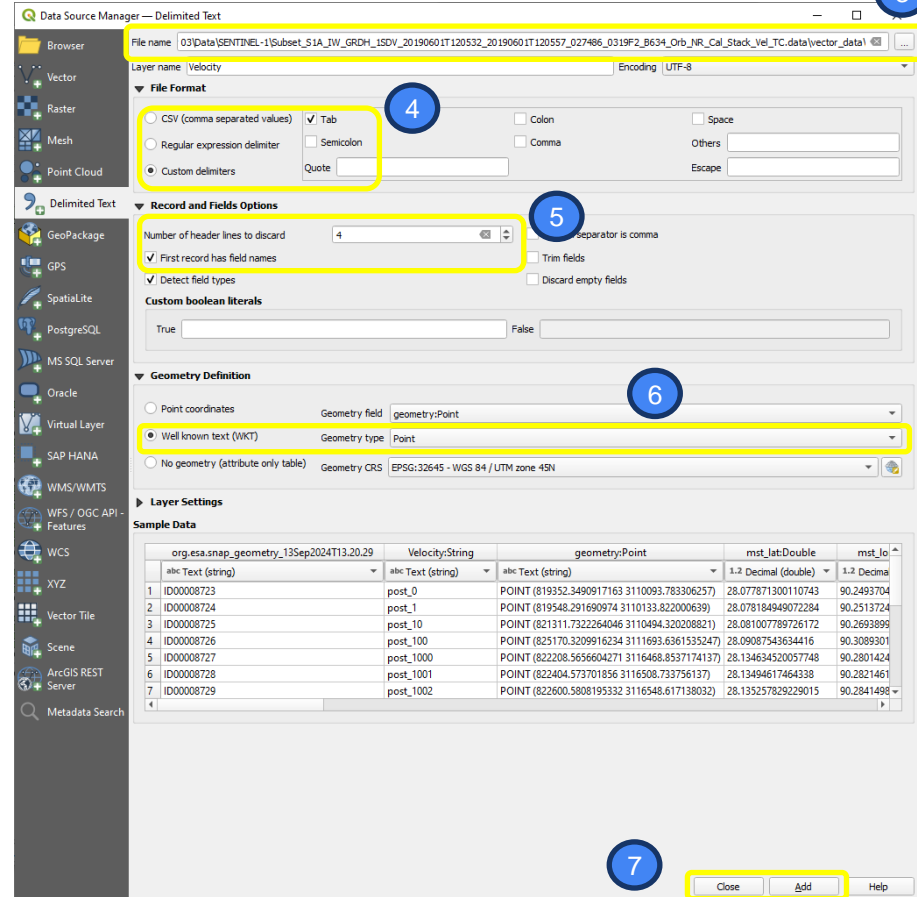 Data Source Manager — Delimited Text
Browser
Vector
Raster
Mesh
Point Cloud
Delimited Text
GeoPackage
GPS
SpatiaLite
PostgreSQL
MS SQL Server
Oracle
Virtual Layer
SAP HANA
WMS/WMTS
WFS / OGC API -
Features
WCS
XYZ
Vector Tile
Scene
ArcGIS REST
Server
Metadata Search
File name 03\Data\SENTINEL-1\Subset_S1A_IW_GRDH_1SDV_20190601T120532_20190601T120557_027486_0319F2_B634_Orb_NR_Cal_Stack_Vel_TC.data\vector_data\ ...
Layer name Velocity Encoding UTF-8
File Format
4
CSV (comma separated values) Tab Colon Space
Regular expression delimiter Semicolon Comma Others
Custom delimiters Quote Escape
Record and Fields Options
5
Number of header lines to discard 4 separator is comma
First record has field names Trim fields
Detect field types Discard empty fields
Custom boolean literals
True False
Geometry Definition
6
Point coordinates Geometry field geometry:Point
Well known text (WKT) Geometry type Point
No geometry (attribute only table) Geometry CRS EPSG:32645 - WGS 84 / UTM zone 45N
Layer Settings
Sample Data
org.esa.snap_geometry_13Sep2024T13.20.29 Velocity:String geometry:Point mst_lat:Double mst_lo
abc Text (string) abc Text (string) abc Text (string) 1.2 Decimal (double) 1.2 Decima
1 ID00008723 post_0 POINT (819352.3490917163 3110093.783306257) 28.077871300110743 90.2493704
2 ID00008724 post_1 POINT (819548.291690974 3110133.822000639) 28.078184949072284 90.2513724
3 ID00008725 post_10 POINT (821311.7322264046 3110494.320208821) 28.081007789726172 90.2693899
4 ID00008726 post_100 POINT (825170.3209916234 3111693.6361535247) 28.09087543634416 90.3089301
5 ID00008727 post_1000 POINT (822208.5656604271 3116468.8537174137) 28.134634520057748 90.2801424
6 ID00008728 post_1001 POINT (822404.573701856 3116508.733756137) 28.13494617464338 90.2821461
7 ID00008729 post_1002 POINT (822600.5808195332 3116548.617138032) 28.135257829229015 90.2841498
7
Close Add Help